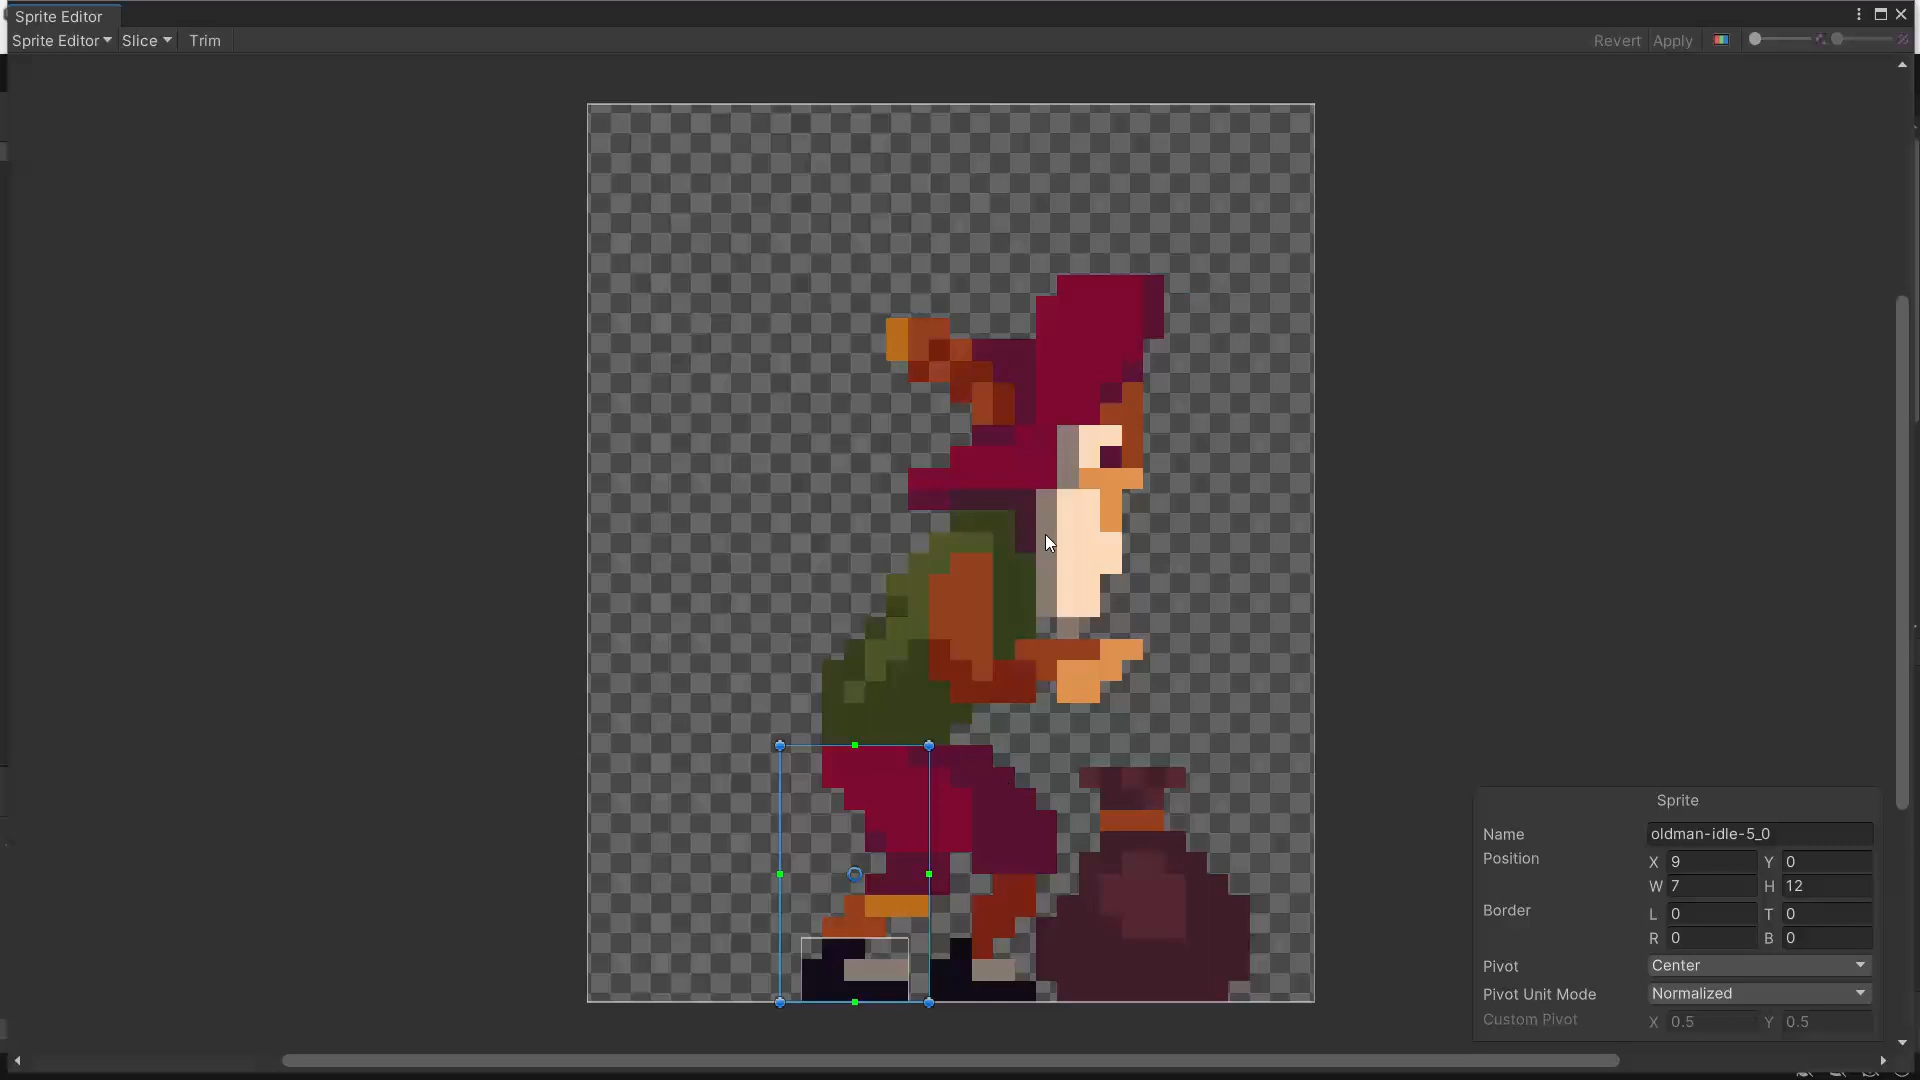 Sprite Editor
Sprite Editor Slice Trim Revert Apply
Sprite
Name oldman-idle-5_0
Position X 9 Y 0
W 7 H 12
Border L 0 T 0
R 0 B 0
Pivot Center
Pivot Unit Mode Normalized
Custom Pivot X 0.5 Y 0.5